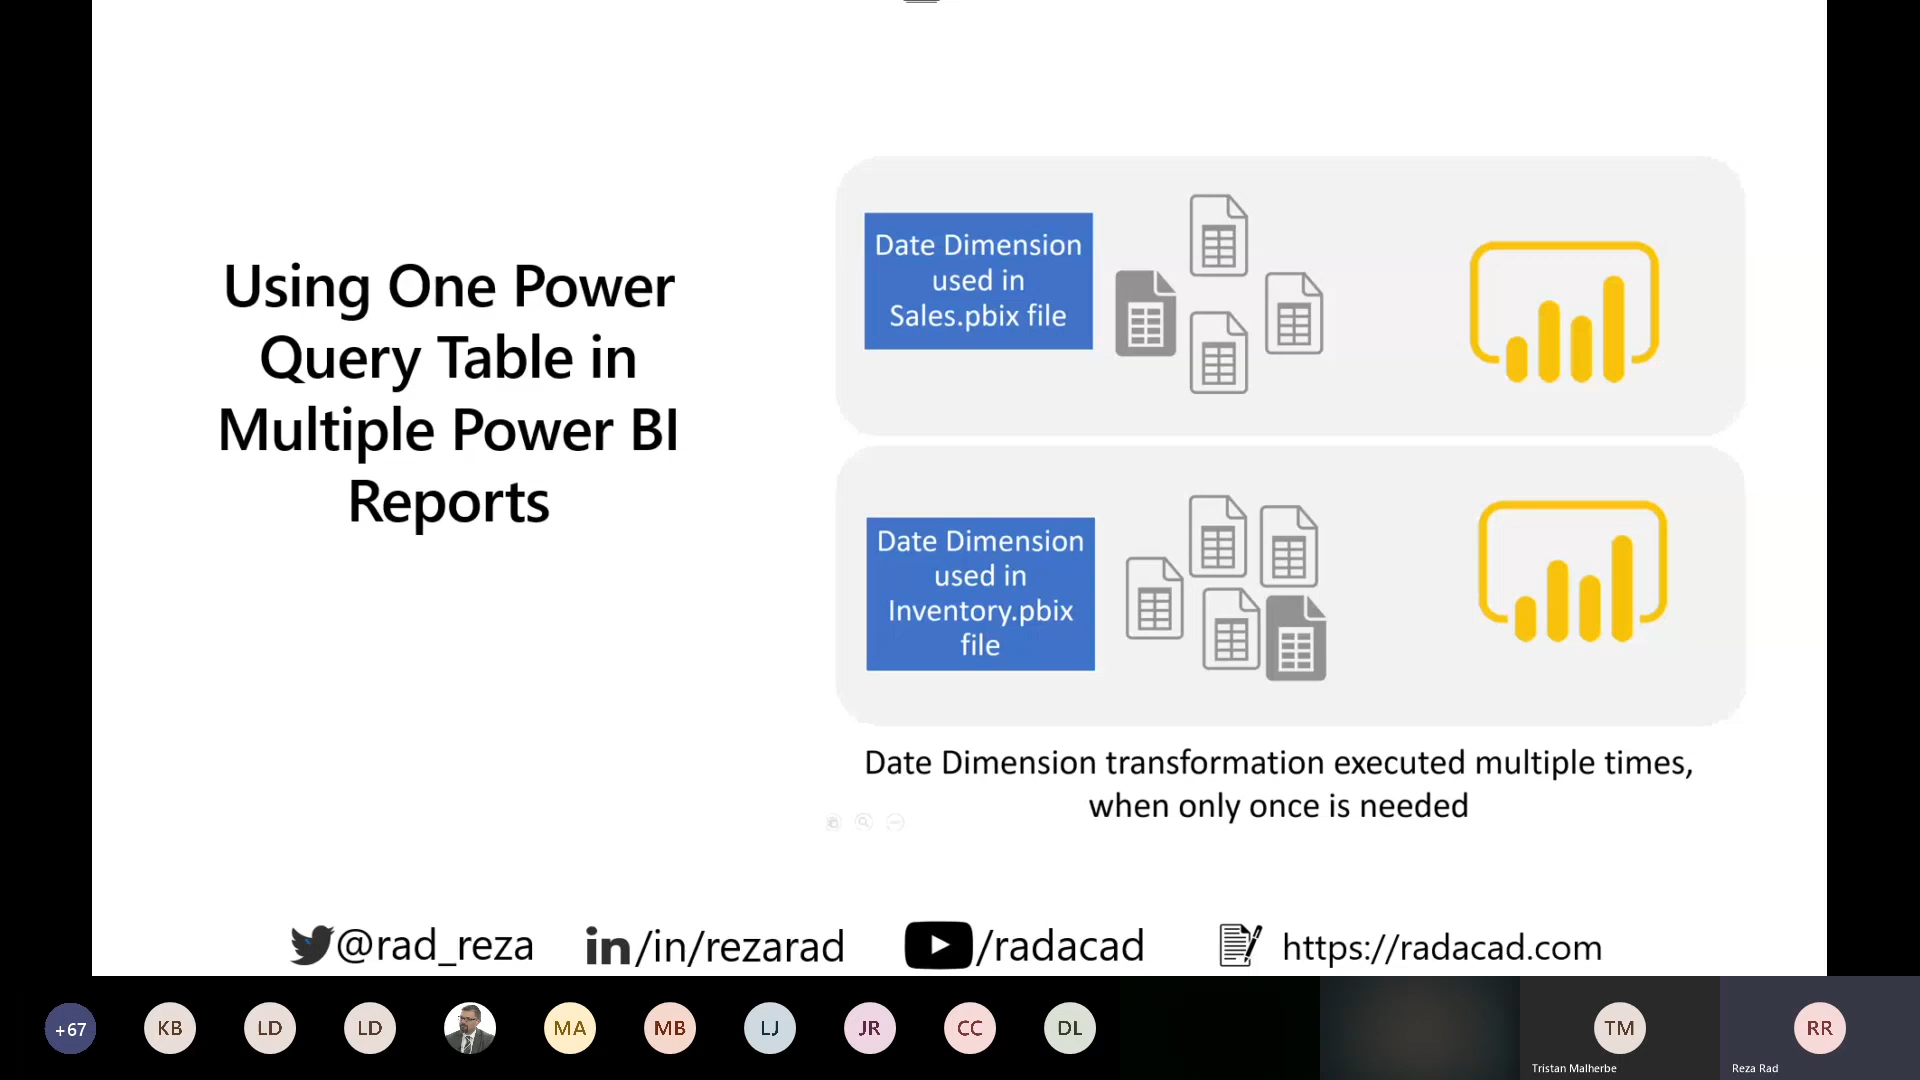 Using One Power
Query Table in
Multiple Power BI
Reports
Date Dimension
used in
Sales.pbix file
Date Dimension
used in
Inventory.pbix
file
Date Dimension transformation executed multiple times,
when only once is needed
@rad_reza
in/in/rezarad
/radacad
https://radacad.com
+67
KB
LD
LD
MA
MB
LJ
JR
CC
DL
TM
Tristan Malherbe
RR
Reza Rad